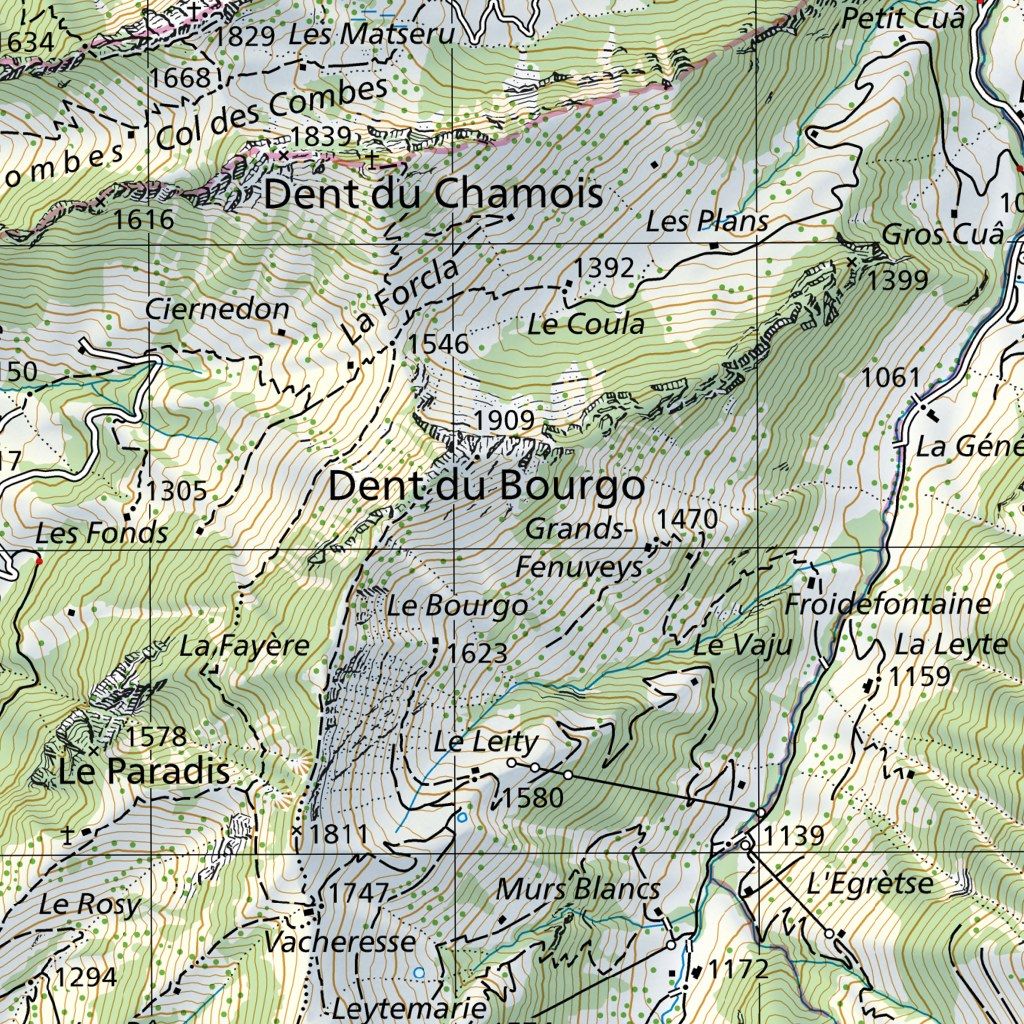 Petit Cuâ
1634
1829 Les Matseru
1668
Col des Combes
ombes
1839
Dent du Chamois
1616
Les Plans
Gros Cuâ
1392
1399
La Forcla
Ciernedon
Le Coula
1546
150
1061
1909
La Géné
17
Dent du Bourgo
1305
Les Fonds
Grands-
1470
Fenuveys
Le Bourgo
Froidefontaine
La Fayère
1623
Le Vaju
La Leyte
1159
1578
Le Leity
Le Paradis
1580
1811
1139
1747
Murs Blancs
L'Egrètse
Le Rosy
Vacheresse
1294
1172
Leytemarie